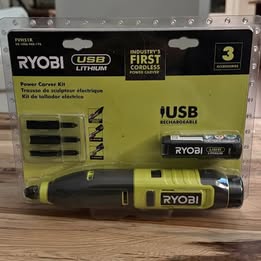 FVH51K
RYOBI
USB
LITHIUM
INDUSTRY'S
FIRST
CORDLESS
POWER CARVER
3
ACCESSORIES
Power Carver Kit
Trousse de sculpteur électrique
Kit de tallador eléctrico
USB
RECHARGEABLE
RYOBI
RYOBI